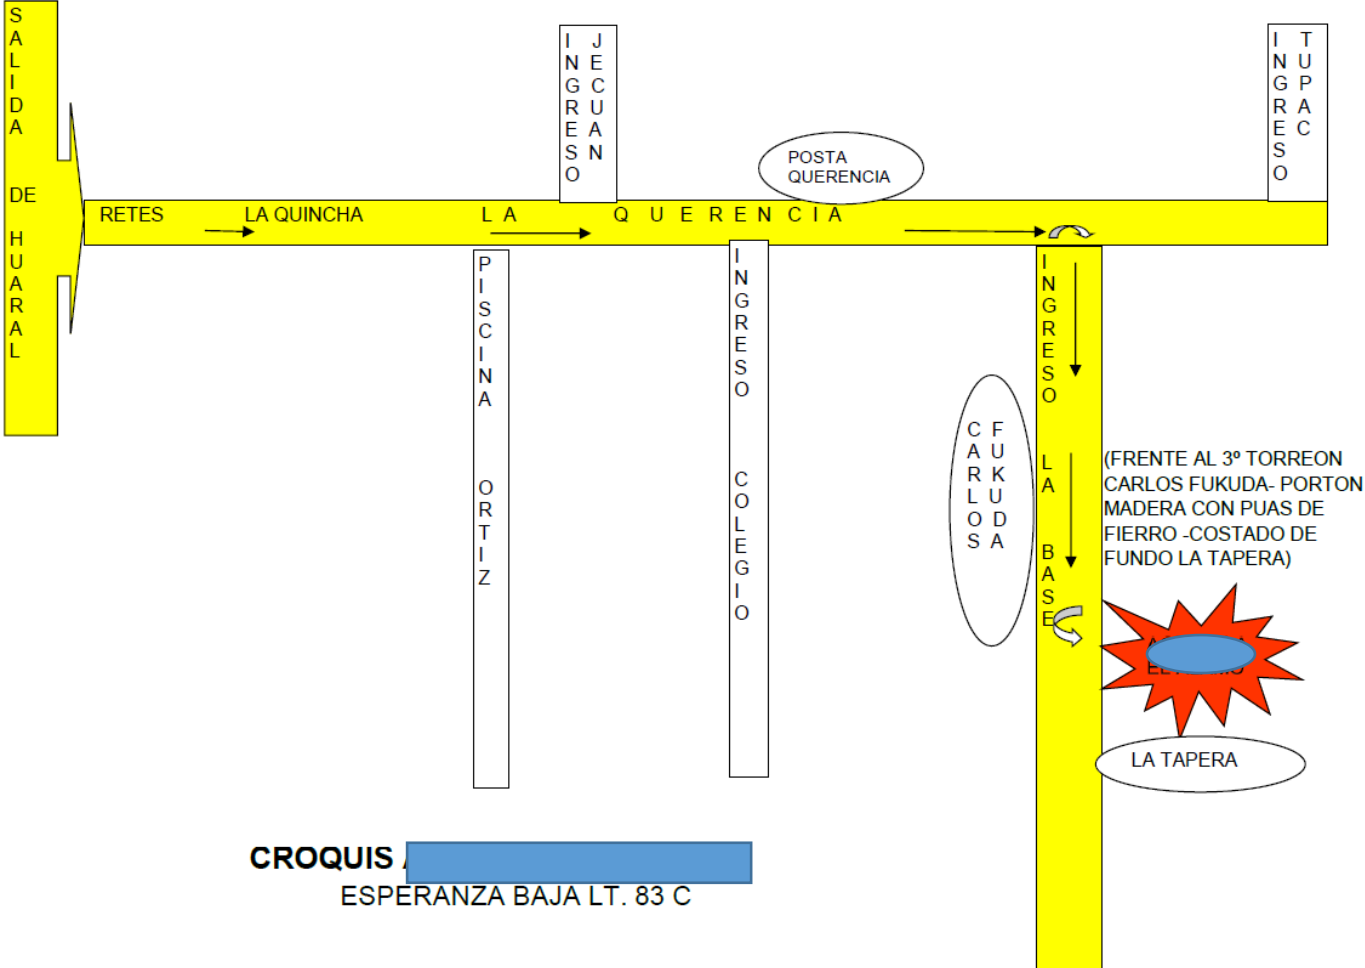 SALIDA DE HUARAL
INGRESO JECUAN
INGRESO TUPAC
POSTA
QUERENCIA
RETES LA QUINCHA LA QUERENCIA
PISCINA ORTIZ
INGRESO COLEGIO
INGRESO LA BASE
CARLOS FUKUDA
(FRENTE AL 3º TORREON
CARLOS FUKUDA- PORTON
MADERA CON PUAS DE
FIERRO -COSTADO DE
FUNDO LA TAPERA)
LA TAPERA
CROQUIS
ESPERANZA BAJA LT. 83 C